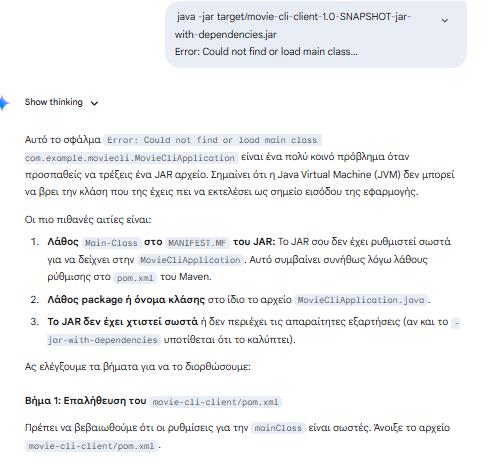 java -jar target/movie-cli-client-1.0-SNAPSHOT-jar-
with-dependencies.jar
Error: Could not find or load main class...
Show thinking
Αυτό το σφάλμα Error: Could not find or load main class
com.example.moviecli.MovieCliApplication είναι ένα πολύ κοινό πρόβλημα όταν
προσπαθείς να τρέξεις ένα JAR αρχείο. Σημαίνει ότι η Java Virtual Machine (JVM) δεν μπορεί
να βρει την κλάση που της έχεις πει να εκτελέσει ως σημείο εισόδου της εφαρμογής.
Οι πιο πιθανές αιτίες είναι:
1. Λάθος Main-Class στο MANIFEST.MF του JAR: Το JAR σου δεν έχει ρυθμιστεί σωστά
για να δείχνει στην MovieCliApplication. Αυτό συμβαίνει συνήθως λόγω λάθους
ρύθμισης στο pom.xml του Maven.
2. Λάθος package ή όνομα κλάσης στο ίδιο το αρχείο MovieCliApplication.java.
3. Το JAR δεν έχει χτιστεί σωστά ή δεν περιέχει τις απαραίτητες εξαρτήσεις (αν και το -
jar-with-dependencies υποτίθεται ότι το καλύπτει).
Ας ελέγξουμε τα βήματα για να το διορθώσουμε:
Βήμα 1: Επαλήθευση του movie-cli-client/pom.xml
Πρέπει να βεβαιωθούμε ότι οι ρυθμίσεις για την mainClass είναι σωστές. Άνοιξε το αρχείο
movie-cli-client/pom.xml.